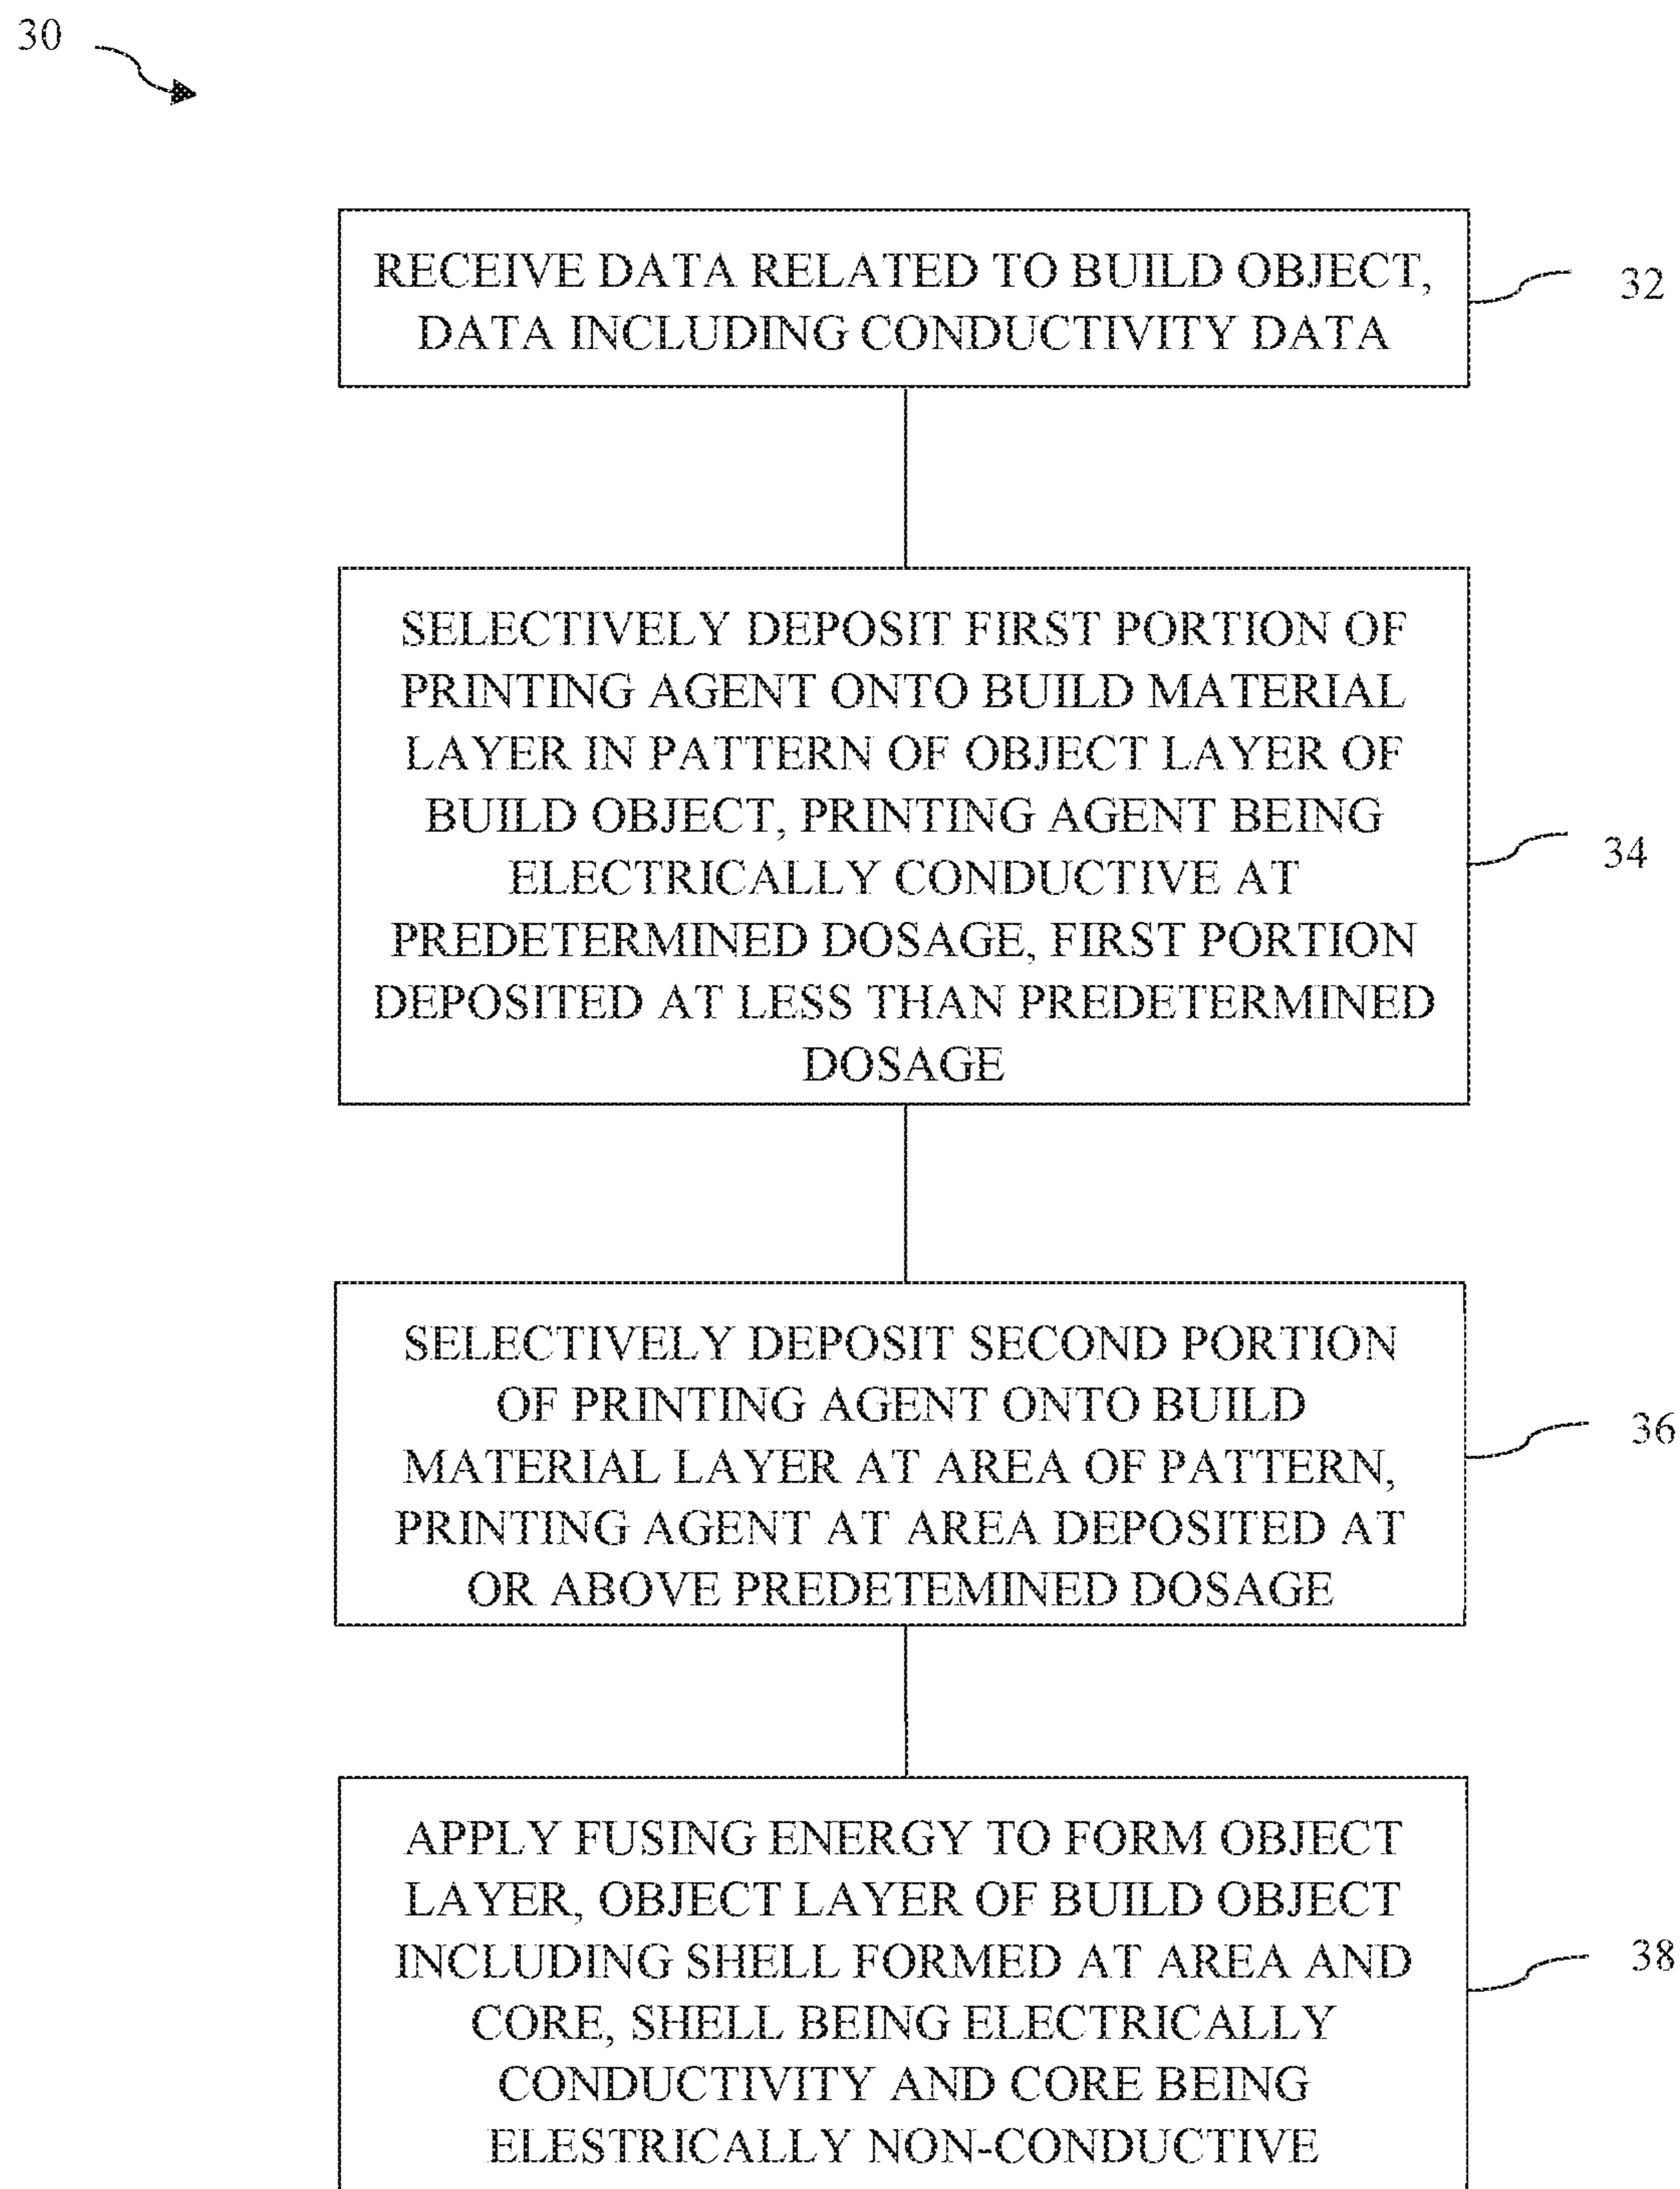 30
RECEIVE DATA RELATED TO BUILD OBJECT,
DATA INCLUDING CONDUCTIVITY DATA
32
SELECTIVELY DEPOSIT FIRST PORTION OF
PRINTING AGENT ONTO BUILD MATERIAL
LAYER IN PATTERN OF OBJECT LAYER OF
BUILD OBJECT, PRINTING AGENT BEING
ELECTRICALLY CONDUCTIVE AT
PREDETERMINED DOSAGE, FIRST PORTION
DEPOSITED AT LESS THAN PREDETERMINED
DOSAGE
34
SELECTIVELY DEPOSIT SECOND PORTION
OF PRINTING AGENT ONTO BUILD
MATERIAL LAYER AT AREA OF PATTERN,
PRINTING AGENT AT AREA DEPOSITED AT
OR ABOVE PREDETEMINED DOSAGE
36
APPLY FUSING ENERGY TO FORM OBJECT
LAYER, OBJECT LAYER OF BUILD OBJECT
INCLUDING SHELL FORMED AT AREA AND
CORE, SHELL BEING ELECTRICALLY
CONDUCTIVITY AND CORE BEING
ELESTRICALLY NON-CONDUCTIVE
38